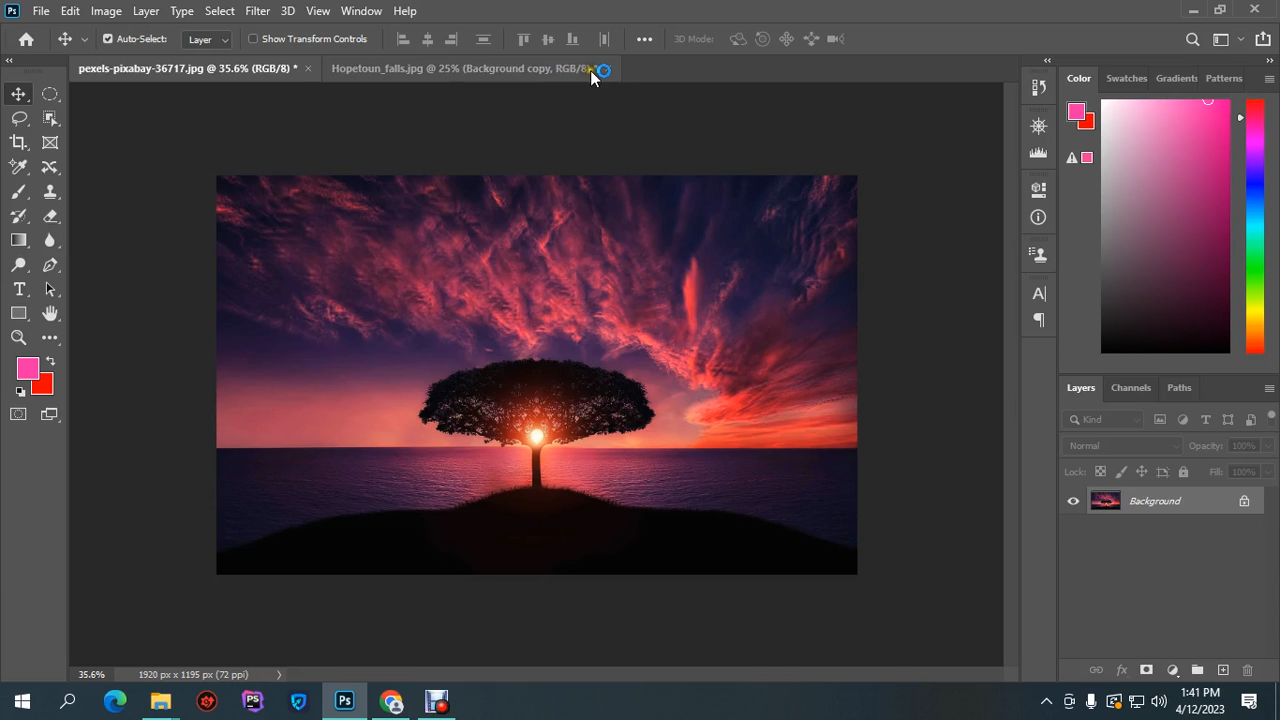 Ps File Edit Image Layer Type Select Filter 3D View Window Help
Auto-Select: Layer Show Transform Controls 3D Mode:
pexels-pixabay-36717.jpg @ 35.6% (RGB/8) * × Hopetoun_falls.jpg @ 25% (Background copy, RGB/8)
Color Swatches Gradients Patterns
Layers Channels Paths
Kind
Normal Opacity: 100%
Lock: Fill: 100%
Background
35.6% 1920 px x 1195 px (72 ppi)
PS Ps 1:41 PM
4/12/2023